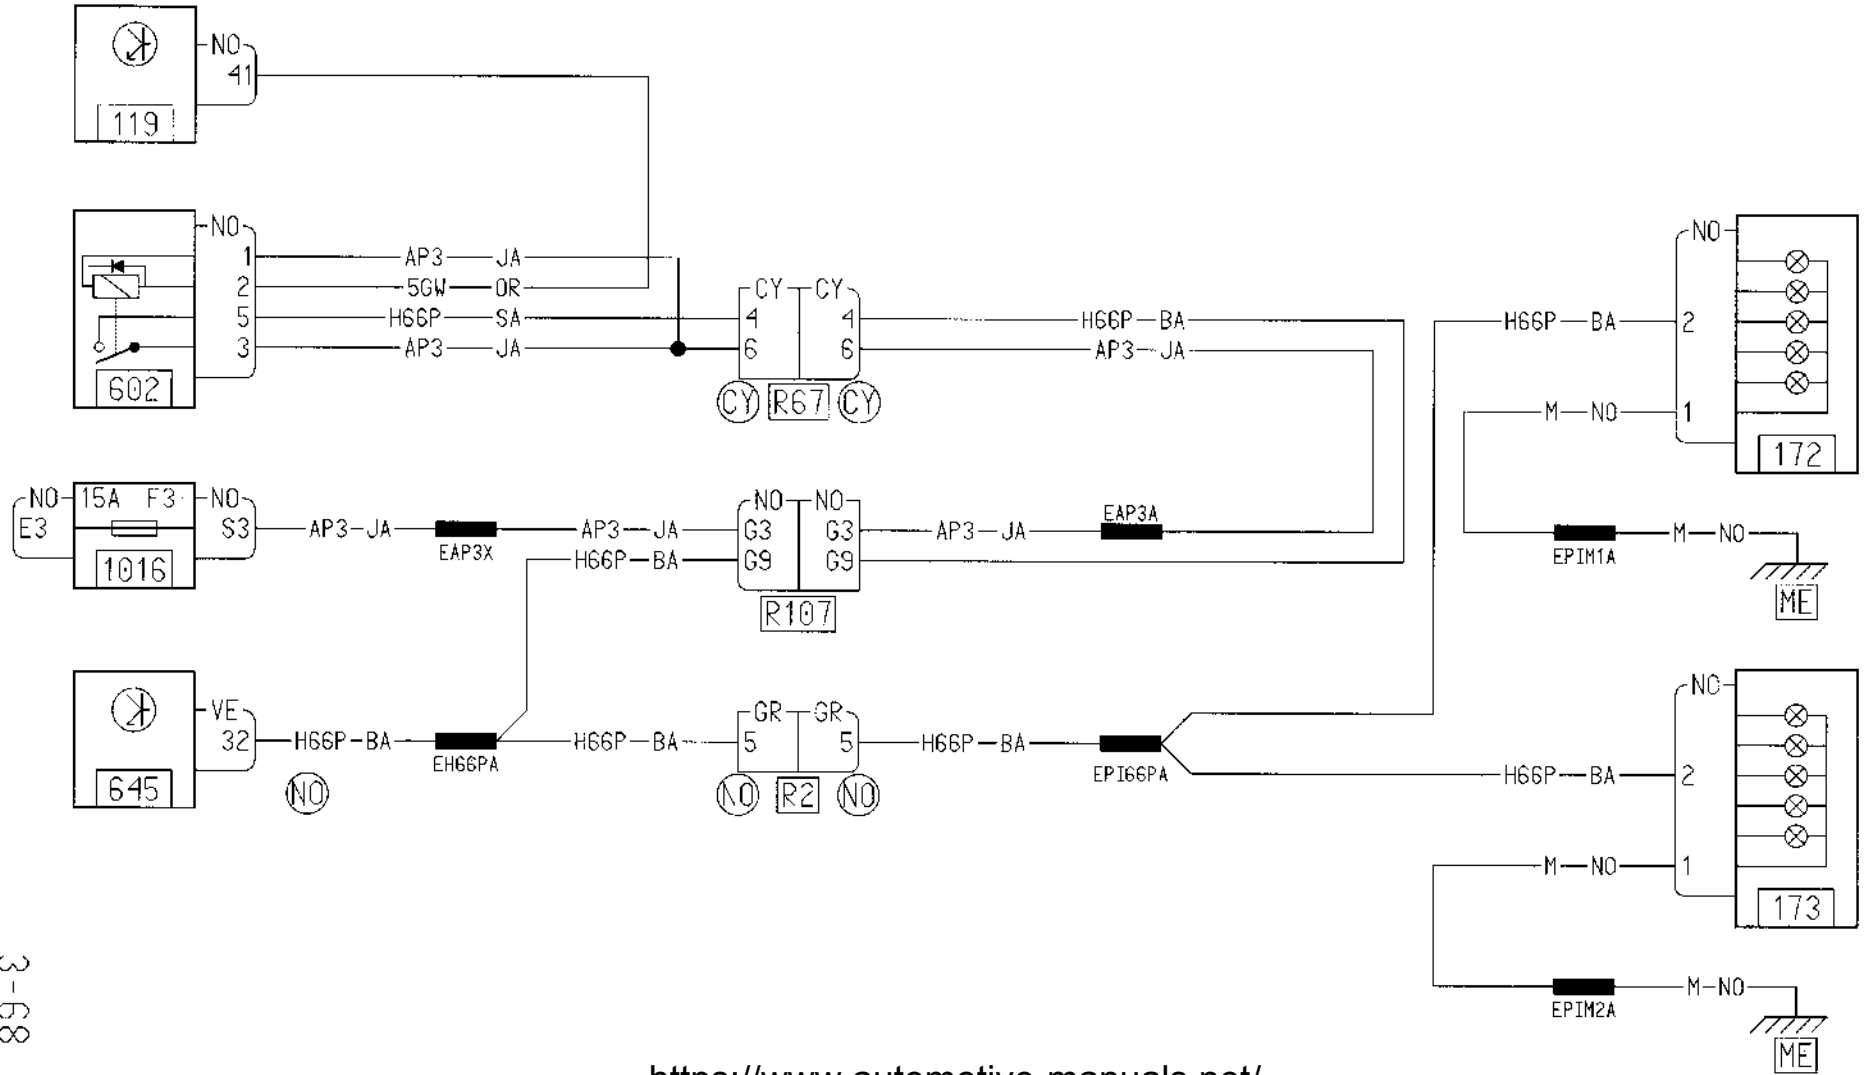 NO
41
119
NO
1 AP3 JA
2 5GW OR
5 H66P SA
3 AP3 JA
602
CY CY
4 4
6 6
CY R67 CY
H66P BA
AP3 JA
NO
H66P BA 2
M NO 1
172
NO 15A F3 NO
E3 S3
1016
AP3 JA
EAP3X
AP3 JA
H66P BA
NO NO
G3 G3
G9 G9
R107
AP3 JA
EAP3A
EPIM1A
M NO
ME
VE
32
645
H66P BA
NO
EH66PA
H66P BA
GR GR
5 5
NO R2 NO
H66P BA
EPI66PA
NO
H66P BA 2
M NO 1
173
EPIM2A
M NO
ME
3-68